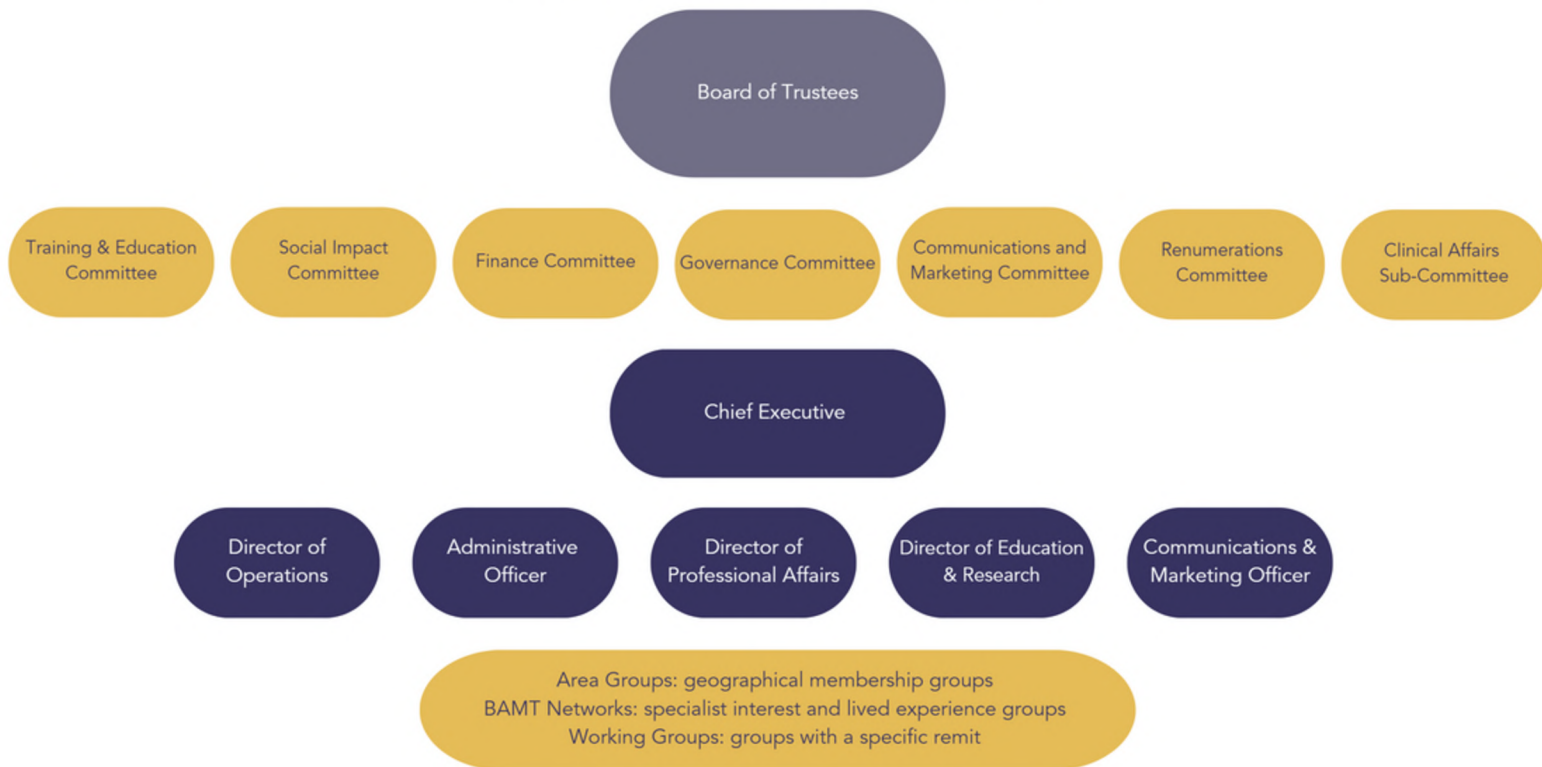 Board of Trustees
Training & Education
Committee
Social Impact
Committee
Finance Committee
Governance Committee
Communications and
Marketing Committee
Renumerations
Committee
Clinical Affairs
Sub-Committee
Chief Executive
Director of
Operations
Administrative
Officer
Director of
Professional Affairs
Director of Education
& Research
Communications &
Marketing Officer
Area Groups: geographical membership groups
BAMT Networks: specialist interest and lived experience groups
Working Groups: groups with a specific remit